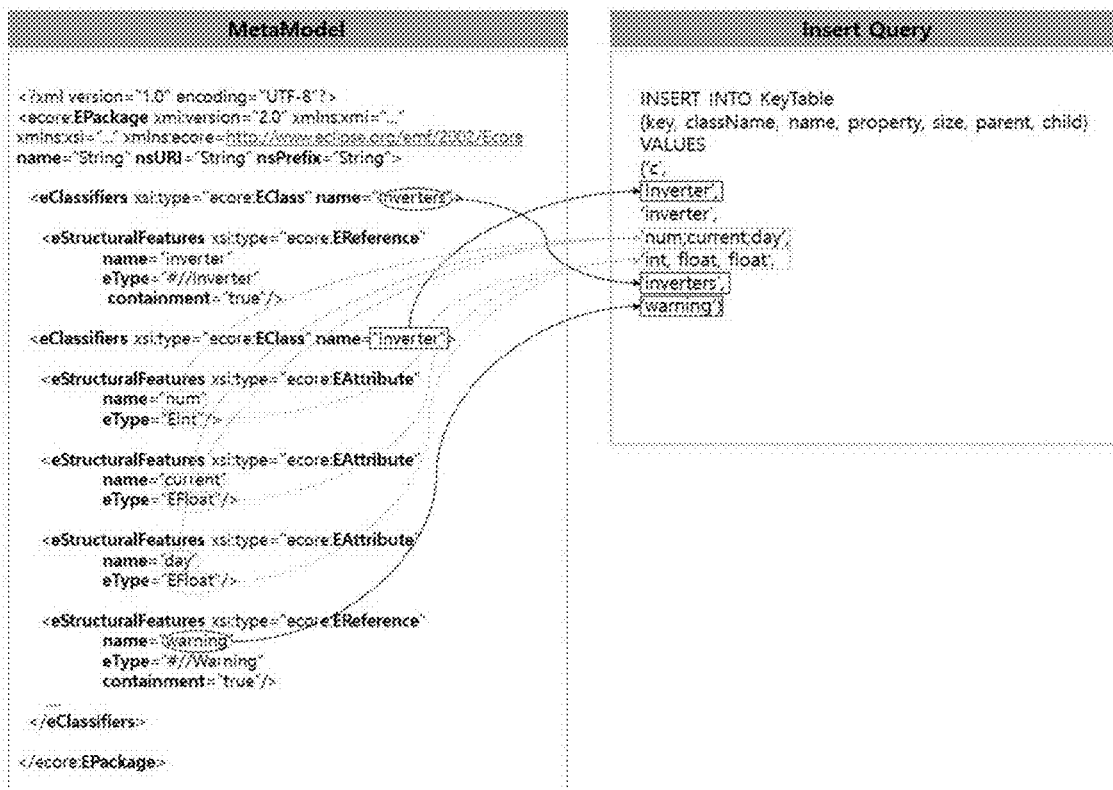 MetaModel
<?xml version="1.0" encoding="UTF-8"?>
<ecore:EPackage xmi:version="2.0" xmlns:xmi="..."
xmlns:xsi="..." xmlns:ecore=http://www.eclipse.org/emf/2002/Ecore
name="String" nsURI="String" nsPrefix="String">
<eClassifiers xsi:type="ecore:EClass" name="inverters">
<eStructuralFeatures xsi:type="ecore:EReference"
name="inverter"
eType="#//Inverter"
containment="true"/>
<eClassifiers xsi:type="ecore:EClass" name="inverter">
<eStructuralFeatures xsi:type="ecore:EAttribute"
name="num"
eType="EInt"/>
<eStructuralFeatures xsi:type="ecore:EAttribute"
name="current"
eType="EFloat"/>
<eStructuralFeatures xsi:type="ecore:EAttribute"
name="day"
eType="EFloat"/>
<eStructuralFeatures xsi:type="ecore:EReference"
name="warning"
eType="#//Warning"
containment="true"/>
...
</eClassifiers>
</ecore:EPackage>
Insert Query
INSERT INTO KeyTable
(key, className, name, property, size, parent, child)
VALUES
('c',
'inverter',
'inverter',
'num,current,day',
'int, float, float',
'inverters',
'warning')